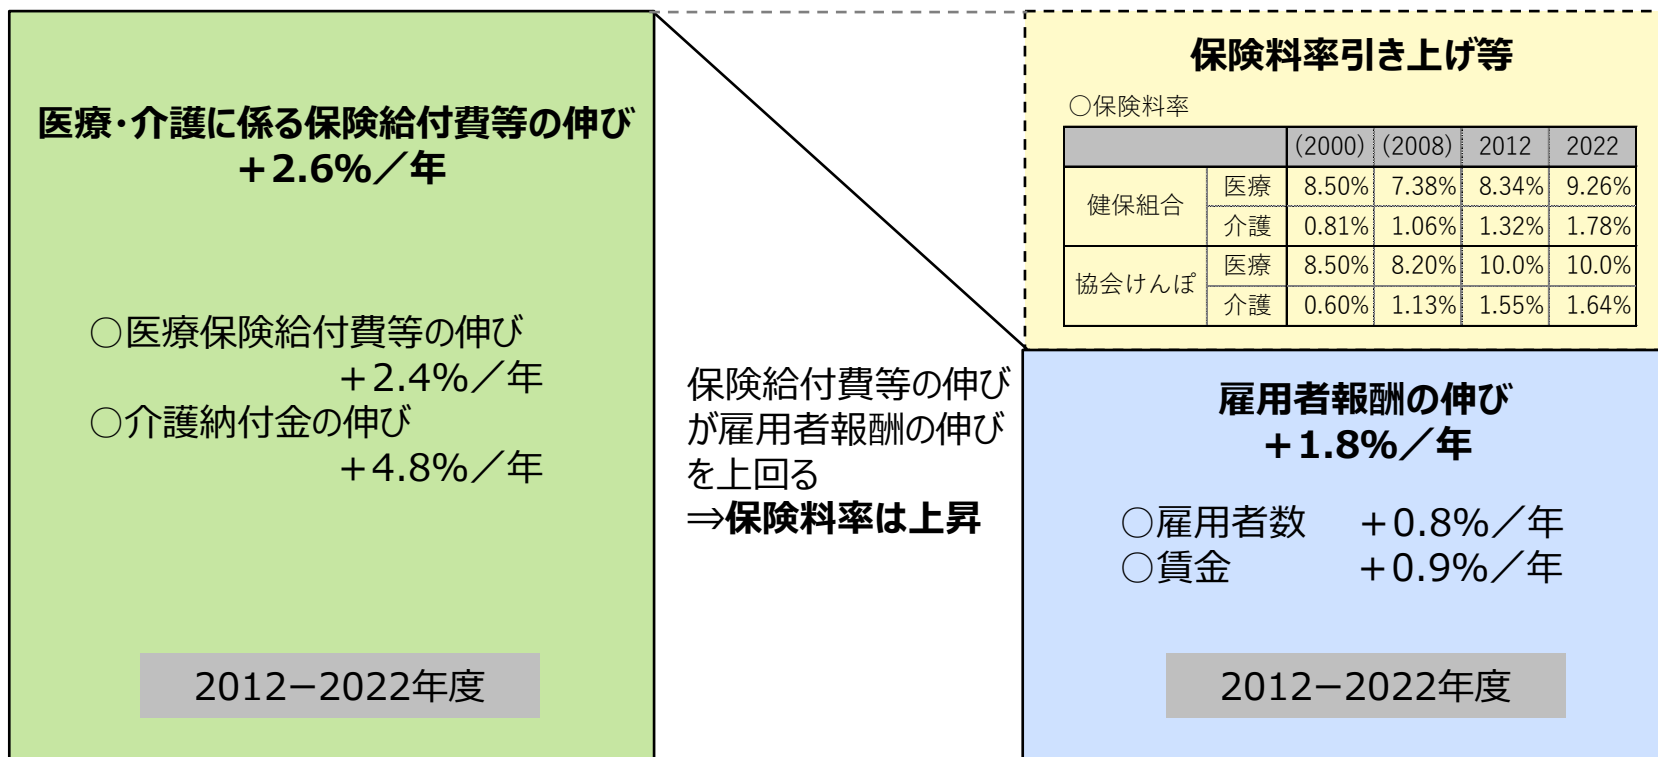 医療・介護に係る保険給付費等の伸び
+2.6%／年
○医療保険給付費等の伸び
+2.4%／年
○介護納付金の伸び
+4.8%／年
2012−2022年度
保険給付費等の伸び
が雇用者報酬の伸び
を上回る
⇒保険料率は上昇
保険料率引き上げ等
○保険料率
(2000) (2008) 2012 2022
健保組合 医療 8.50% 7.38% 8.34% 9.26%
介護 0.81% 1.06% 1.32% 1.78%
協会けんぽ 医療 8.50% 8.20% 10.0% 10.0%
介護 0.60% 1.13% 1.55% 1.64%
雇用者報酬の伸び
+1.8%／年
○雇用者数 +0.8%／年
○賃金 +0.9%／年
2012−2022年度